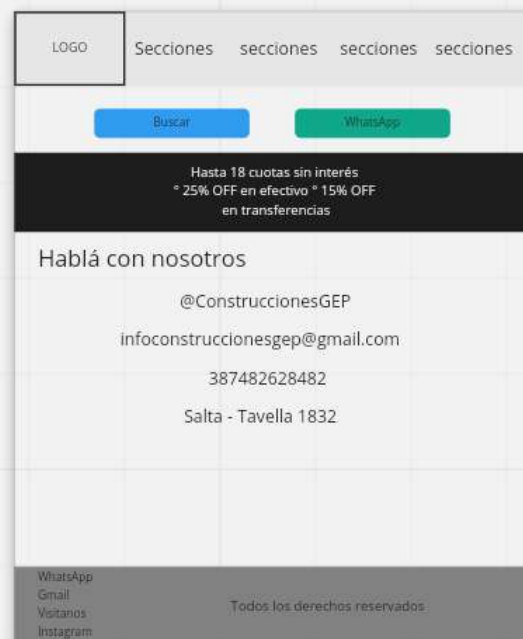 LOGO
Secciones secciones secciones secciones
Buscar WhatsApp
Hasta 18 cuotas sin interés
° 25% OFF en efectivo ° 15% OFF
en transferencias
Hablá con nosotros
@ConstruccionesGEP
infoconstruccionesgep@gmail.com
387482628482
Salta - Tavella 1832
WhatsApp
Gmail
Visitanos
Instagram
Todos los derechos reservados